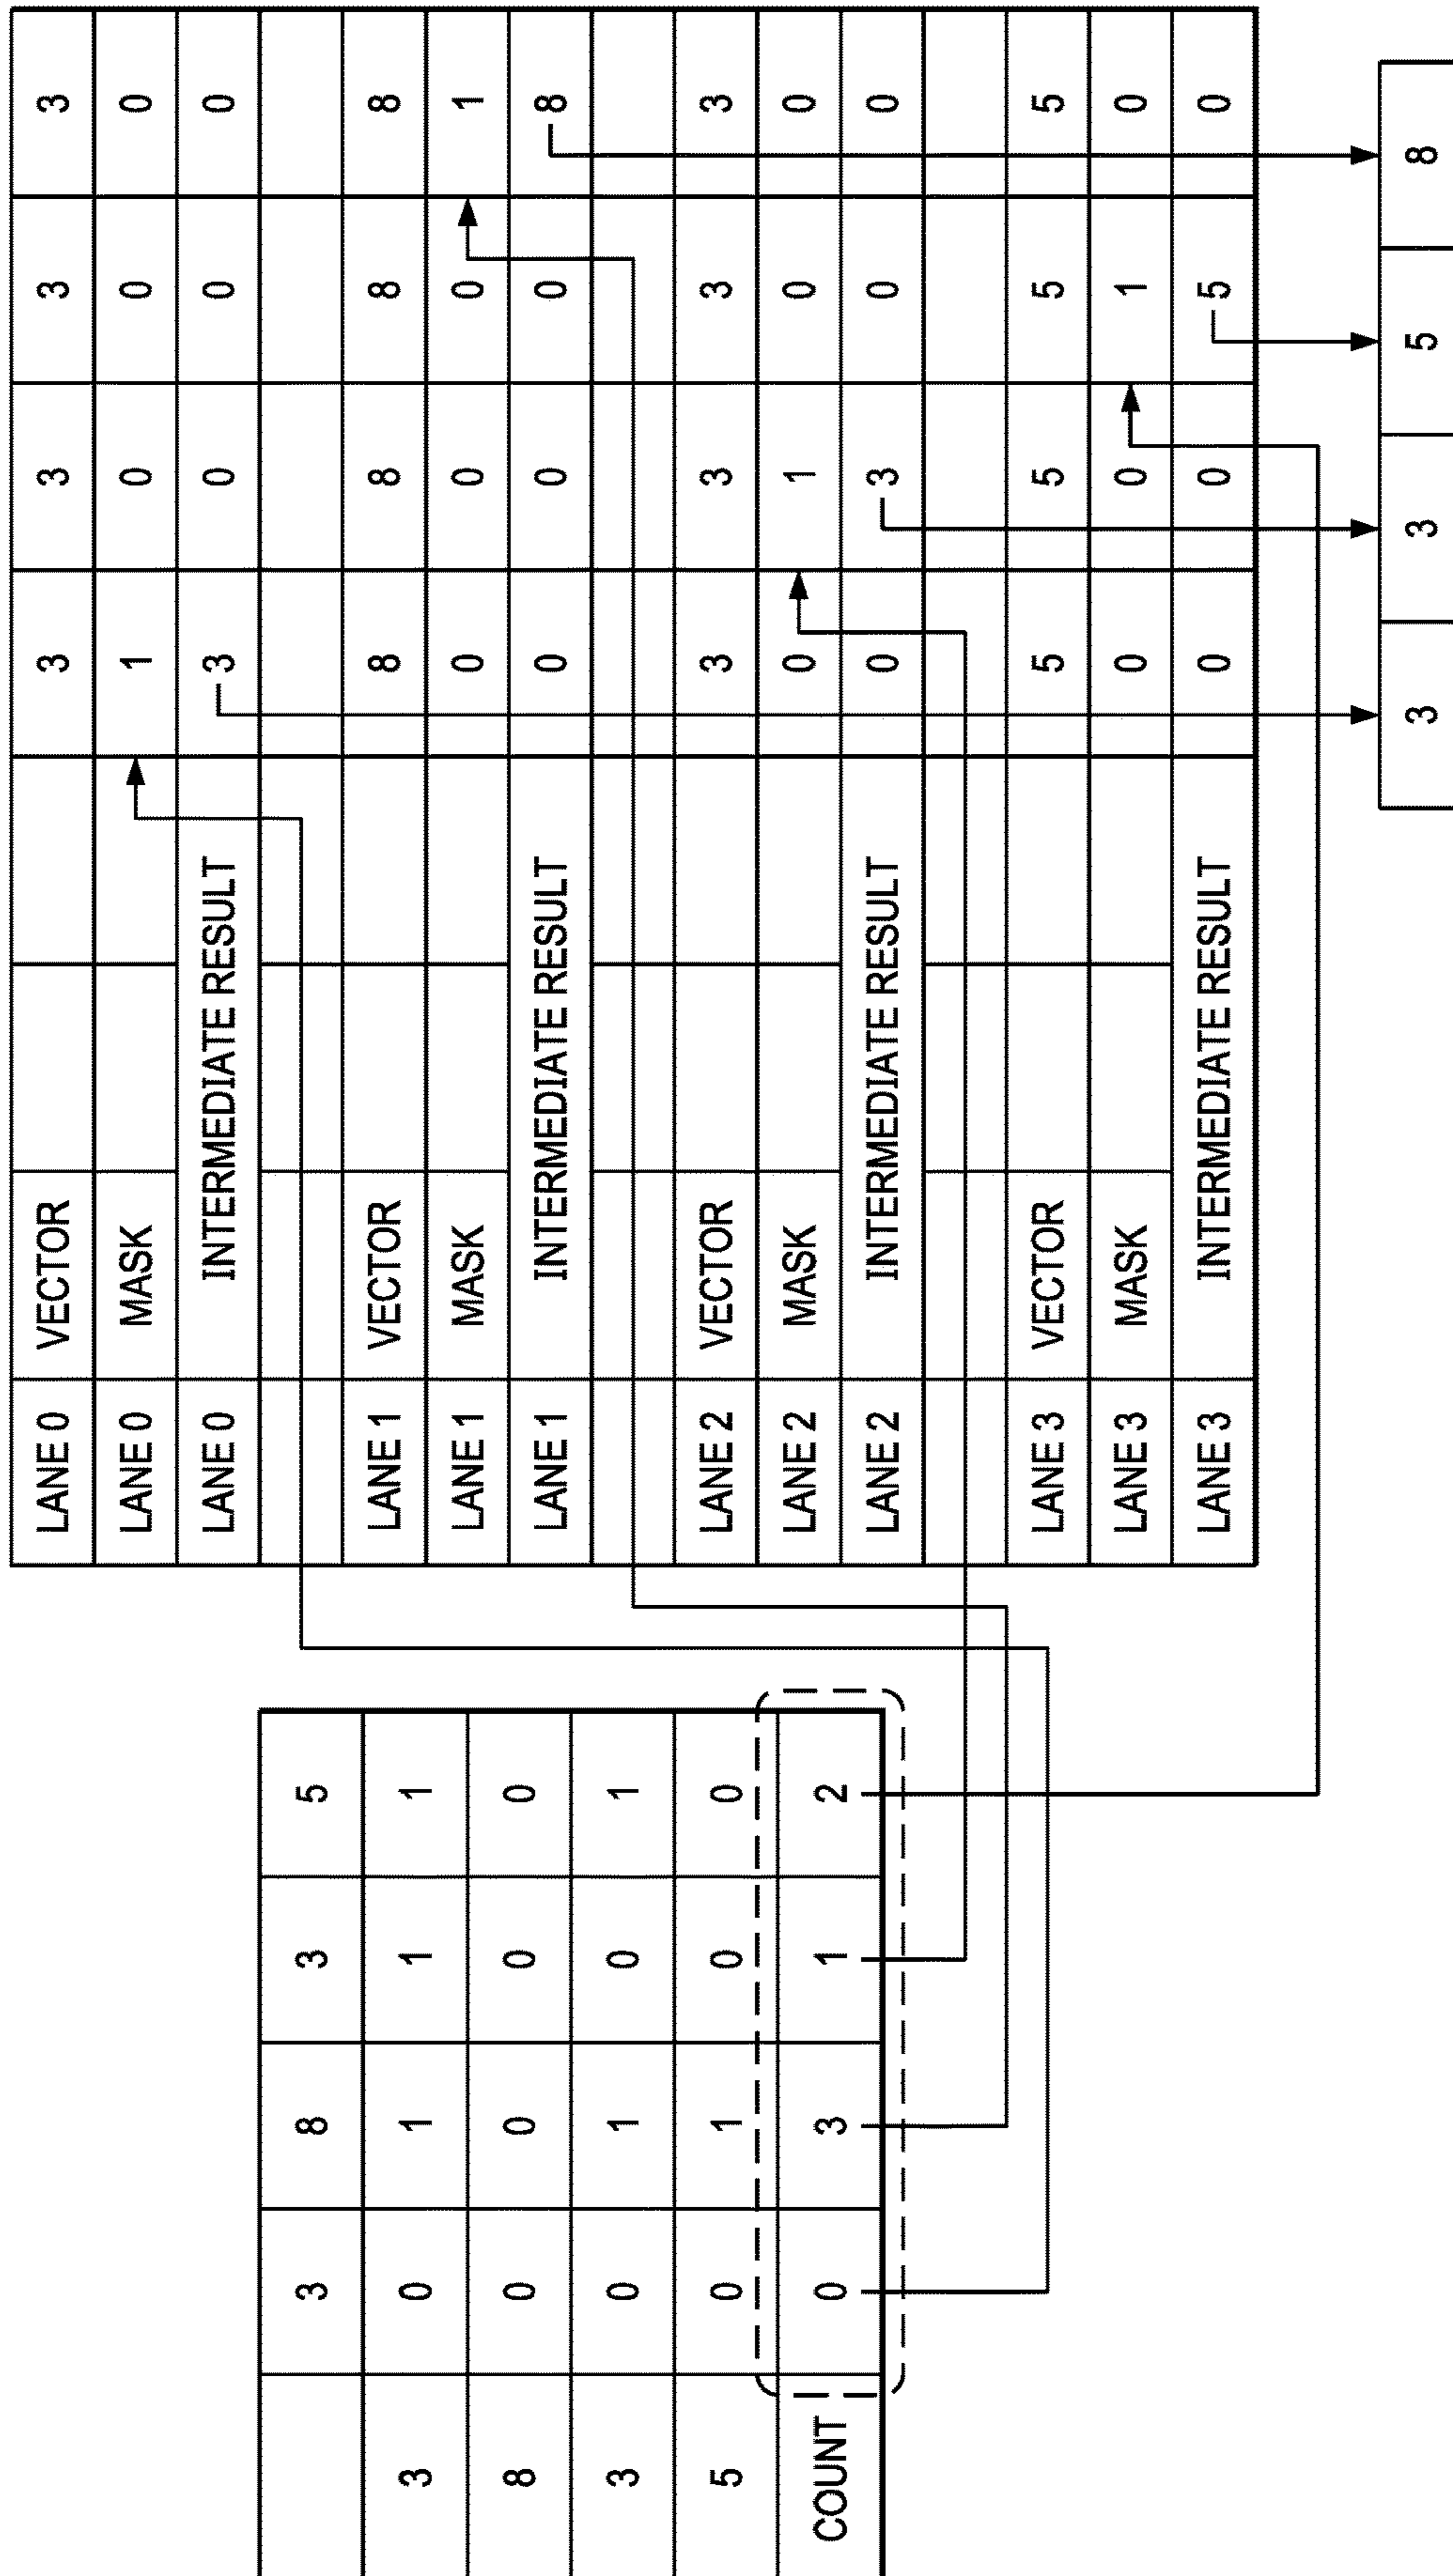 3 8 3 5
3 0 1 1 1
8 0 0 0 0
3 0 1 0 1
5 0 1 0 0
COUNT 0 3 1 2
LANE 0 VECTOR 3 3 3 3
LANE 0 MASK 1 0 0 0
LANE 0 INTERMEDIATE RESULT 3 0 0 0
LANE 1 VECTOR 8 8 8 8
LANE 1 MASK 0 0 0 1
LANE 1 INTERMEDIATE RESULT 0 0 0 8
LANE 2 VECTOR 3 3 3 3
LANE 2 MASK 0 1 0 0
LANE 2 INTERMEDIATE RESULT 0 3 0 0
LANE 3 VECTOR 5 5 5 5
LANE 3 MASK 0 0 1 0
LANE 3 INTERMEDIATE RESULT 0 0 5 0
3 3 5 8